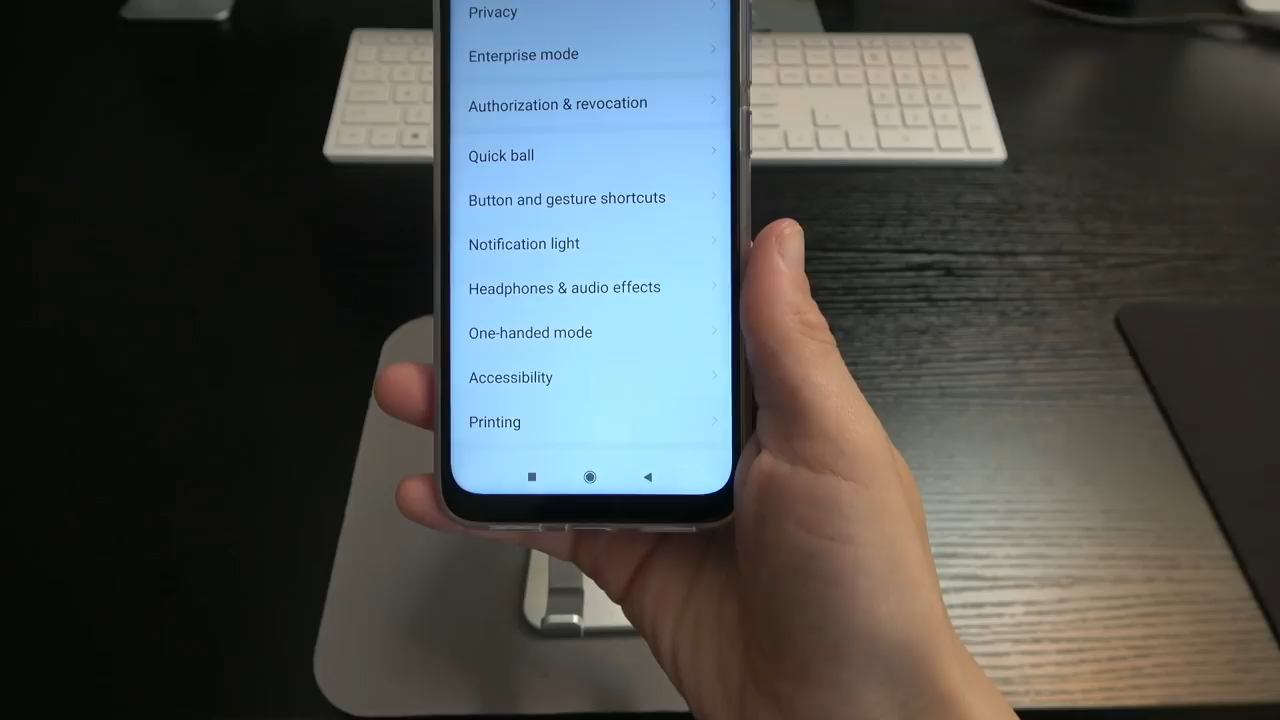 Privacy
Enterprise mode
Authorization & revocation
Quick ball
Button and gesture shortcuts
Notification light
Headphones & audio effects
One-handed mode
Accessibility
Printing